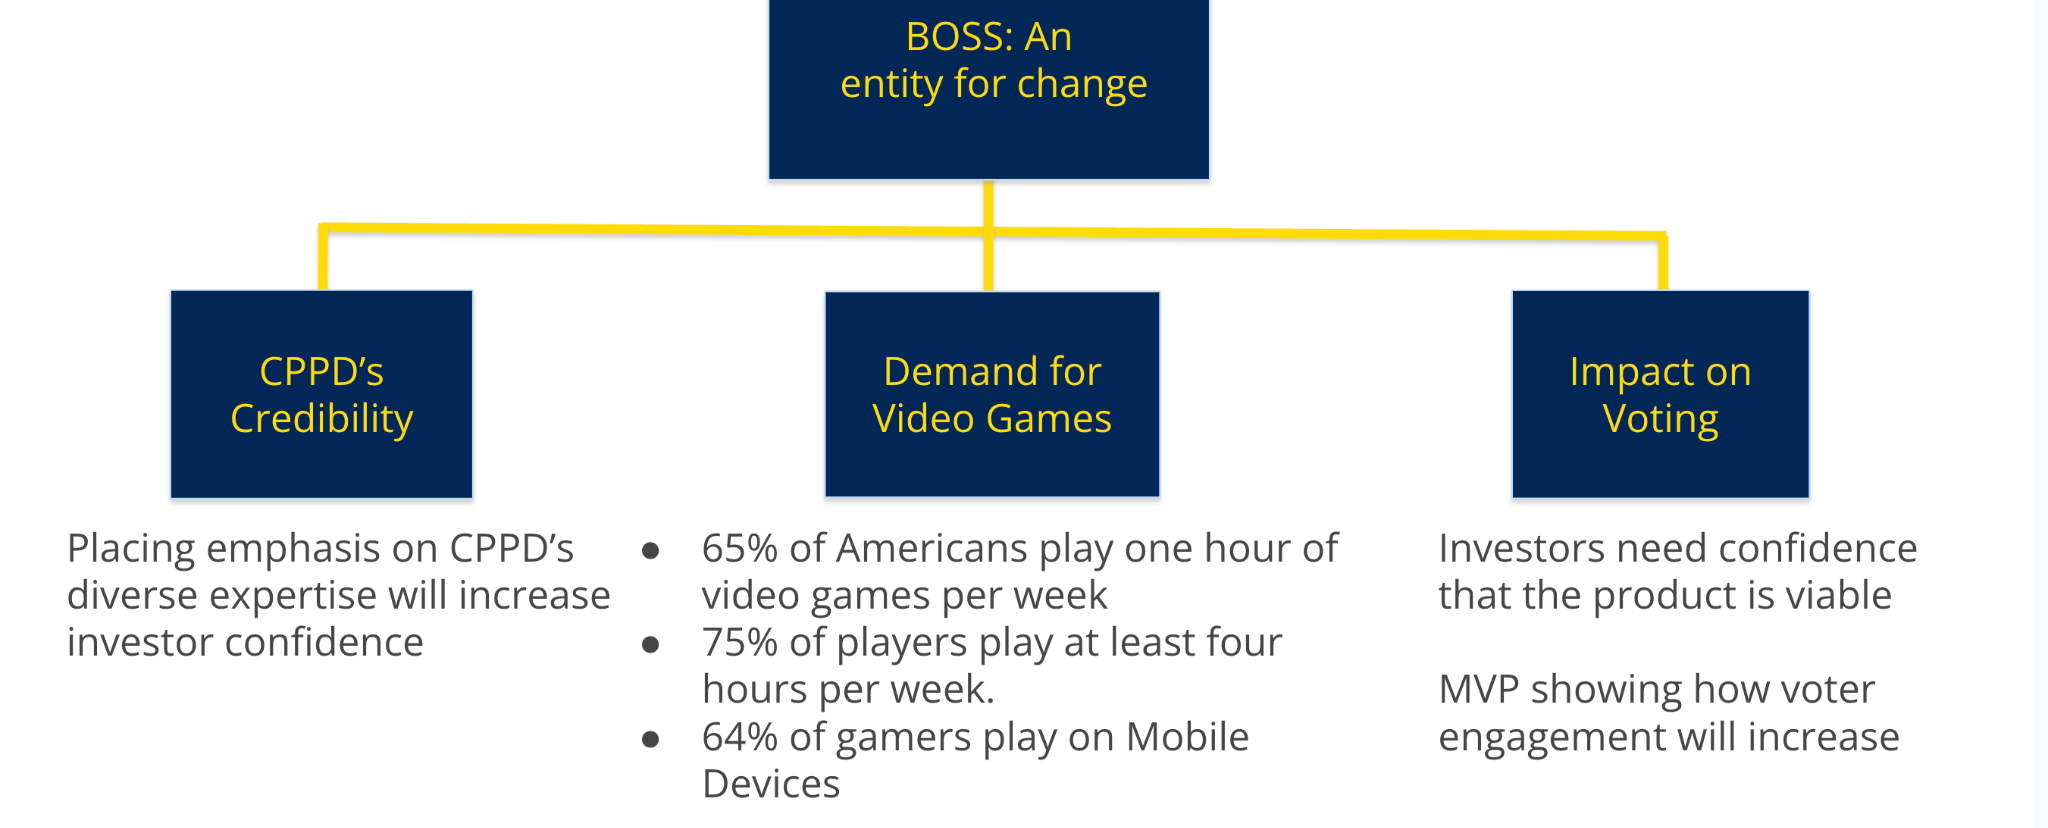 BOSS: An
entity for change
CPPD’s
Credibility
Demand for
Video Games
Impact on
Voting
Placing emphasis on CPPD’s
diverse expertise will increase
investor confidence
● 65% of Americans play one hour of
video games per week
● 75% of players play at least four
hours per week.
● 64% of gamers play on Mobile
Devices
Investors need confidence
that the product is viable
MVP showing how voter
engagement will increase